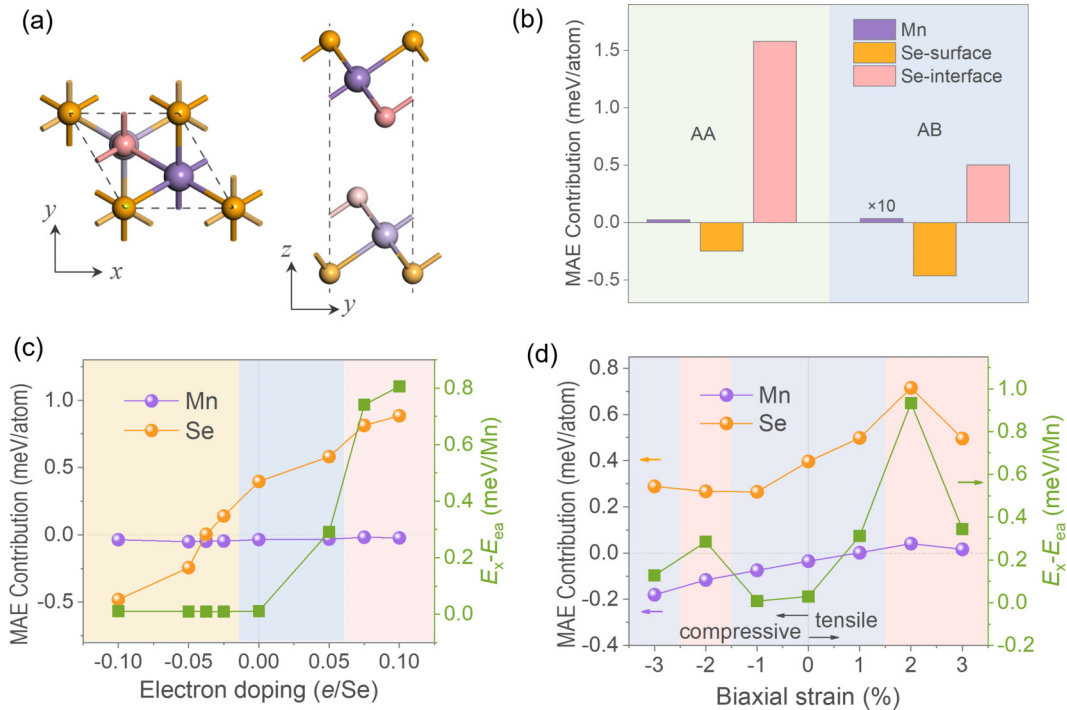 (a)
y
x
z
y
(b)
MAE Contribution (meV/atom)
1.5
1.0
0.5
0.0
-0.5
Mn
Se-surface
Se-interface
AA
AB
×10
(c)
MAE Contribution (meV/atom)
1.0
0.5
0.0
-0.5
Mn
Se
0.8
0.6
0.4
0.2
0.0
Eₓ-Eₑₐ (meV/Mn)
-0.10 -0.05 0.00 0.05 0.10
Electron doping (e/Se)
(d)
MAE Contribution (meV/atom)
0.8
0.6
0.4
0.2
0.0
-0.2
-0.4
Mn
Se
tensile
compressive
1.0
0.8
0.6
0.4
0.2
0.0
-0.2
Eₓ-Eₑₐ (meV/Mn)
-3 -2 -1 0 1 2 3
Biaxial strain (%)